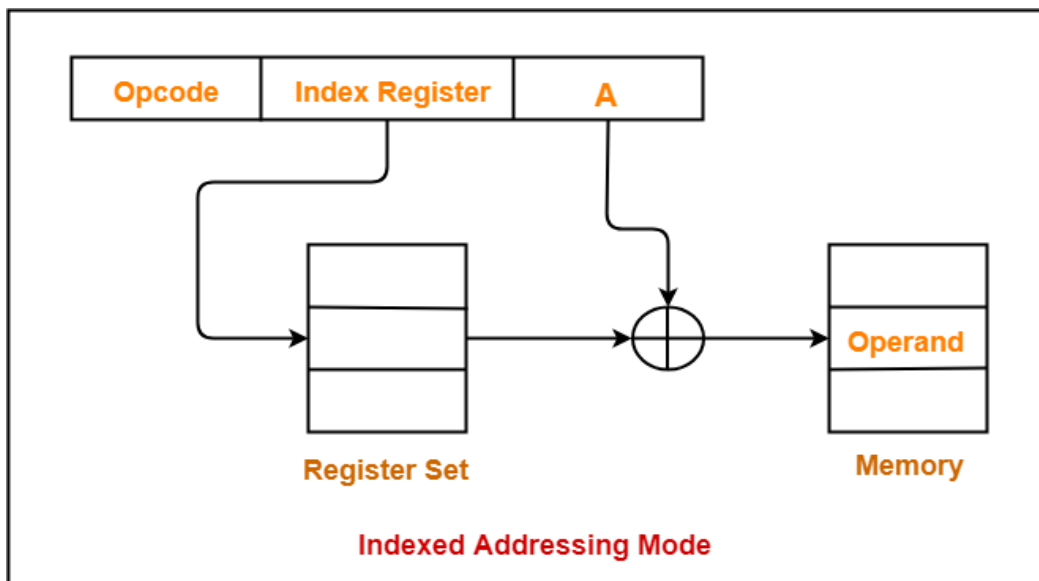 Opcode
Index Register
A
Operand
Register Set
Memory
Indexed Addressing Mode